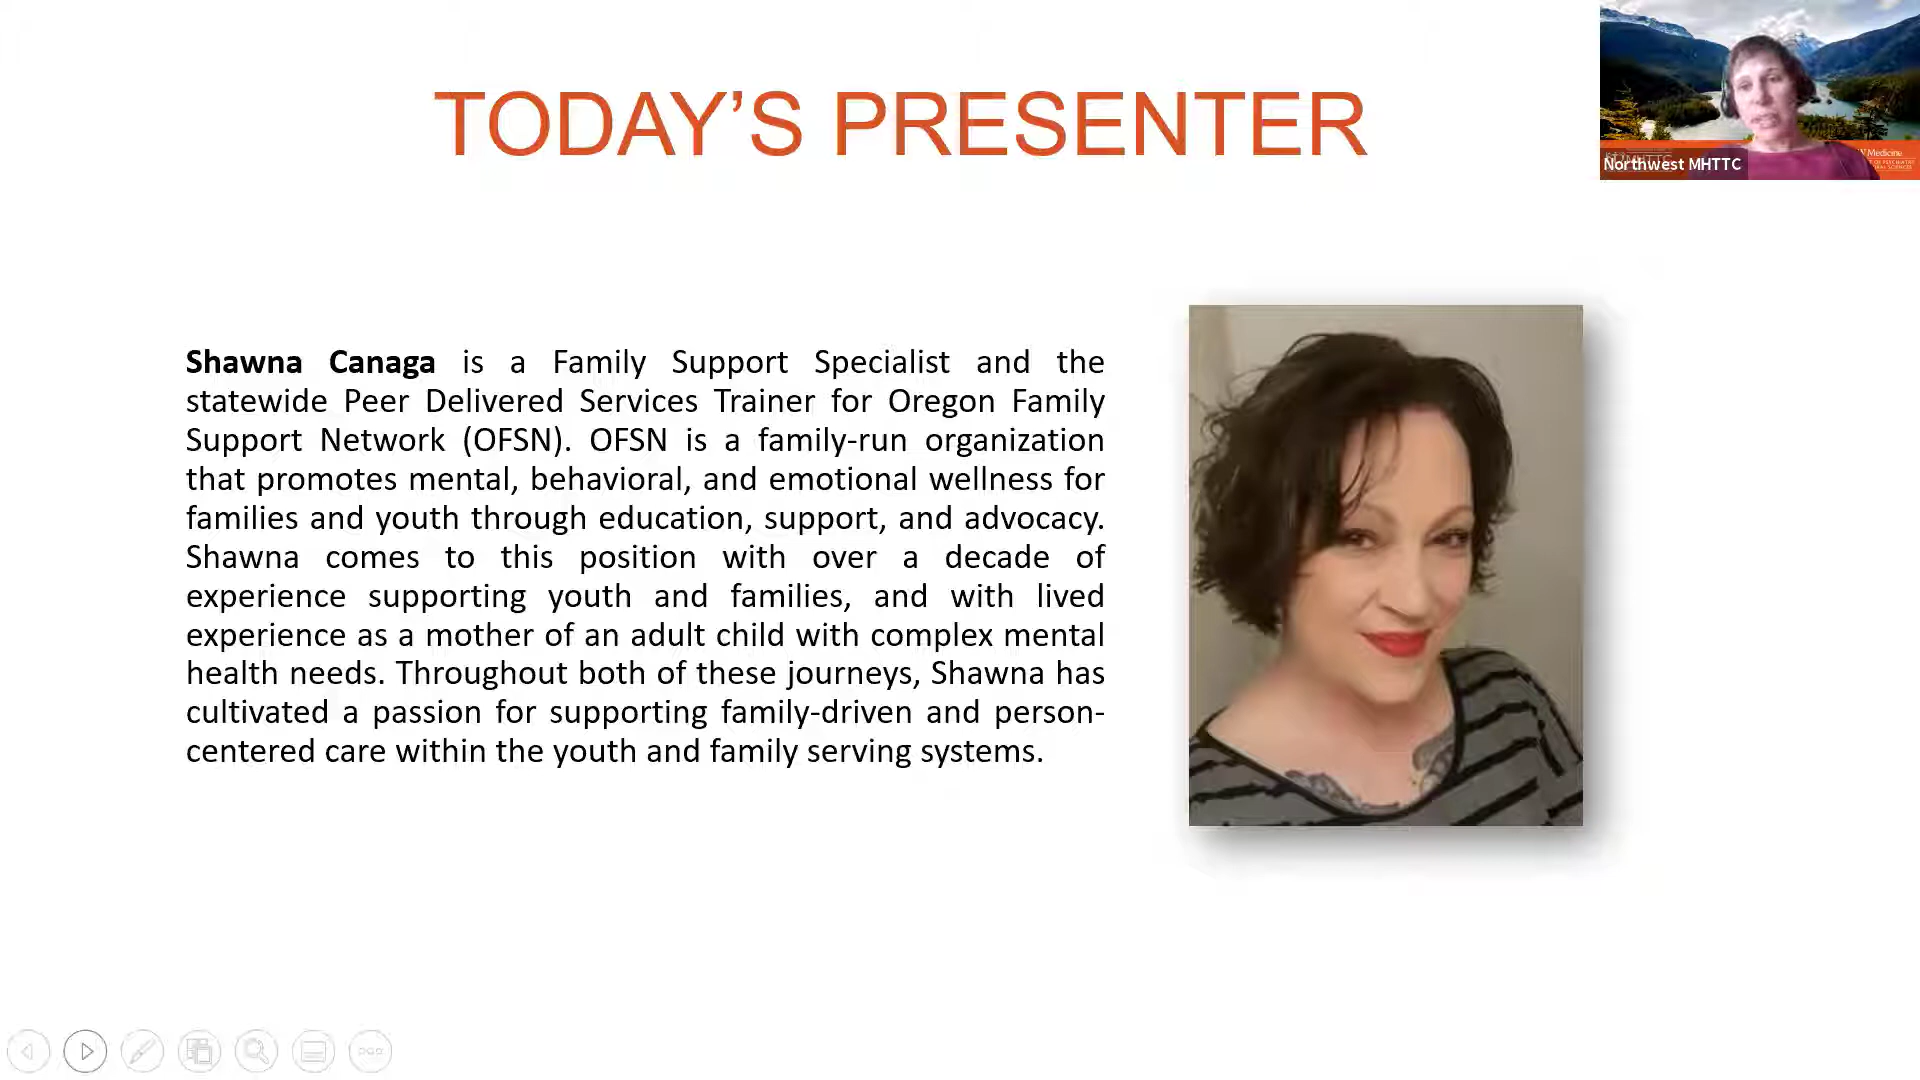 TODAY’S PRESENTER
Northwest MHTTC
Medicine
Shawna Canaga is a Family Support Specialist and the
statewide Peer Delivered Services Trainer for Oregon Family
Support Network (OFSN). OFSN is a family-run organization
that promotes mental, behavioral, and emotional wellness for
families and youth through education, support, and advocacy.
Shawna comes to this position with over a decade of
experience supporting youth and families, and with lived
experience as a mother of an adult child with complex mental
health needs. Throughout both of these journeys, Shawna has
cultivated a passion for supporting family-driven and person-
centered care within the youth and family serving systems.